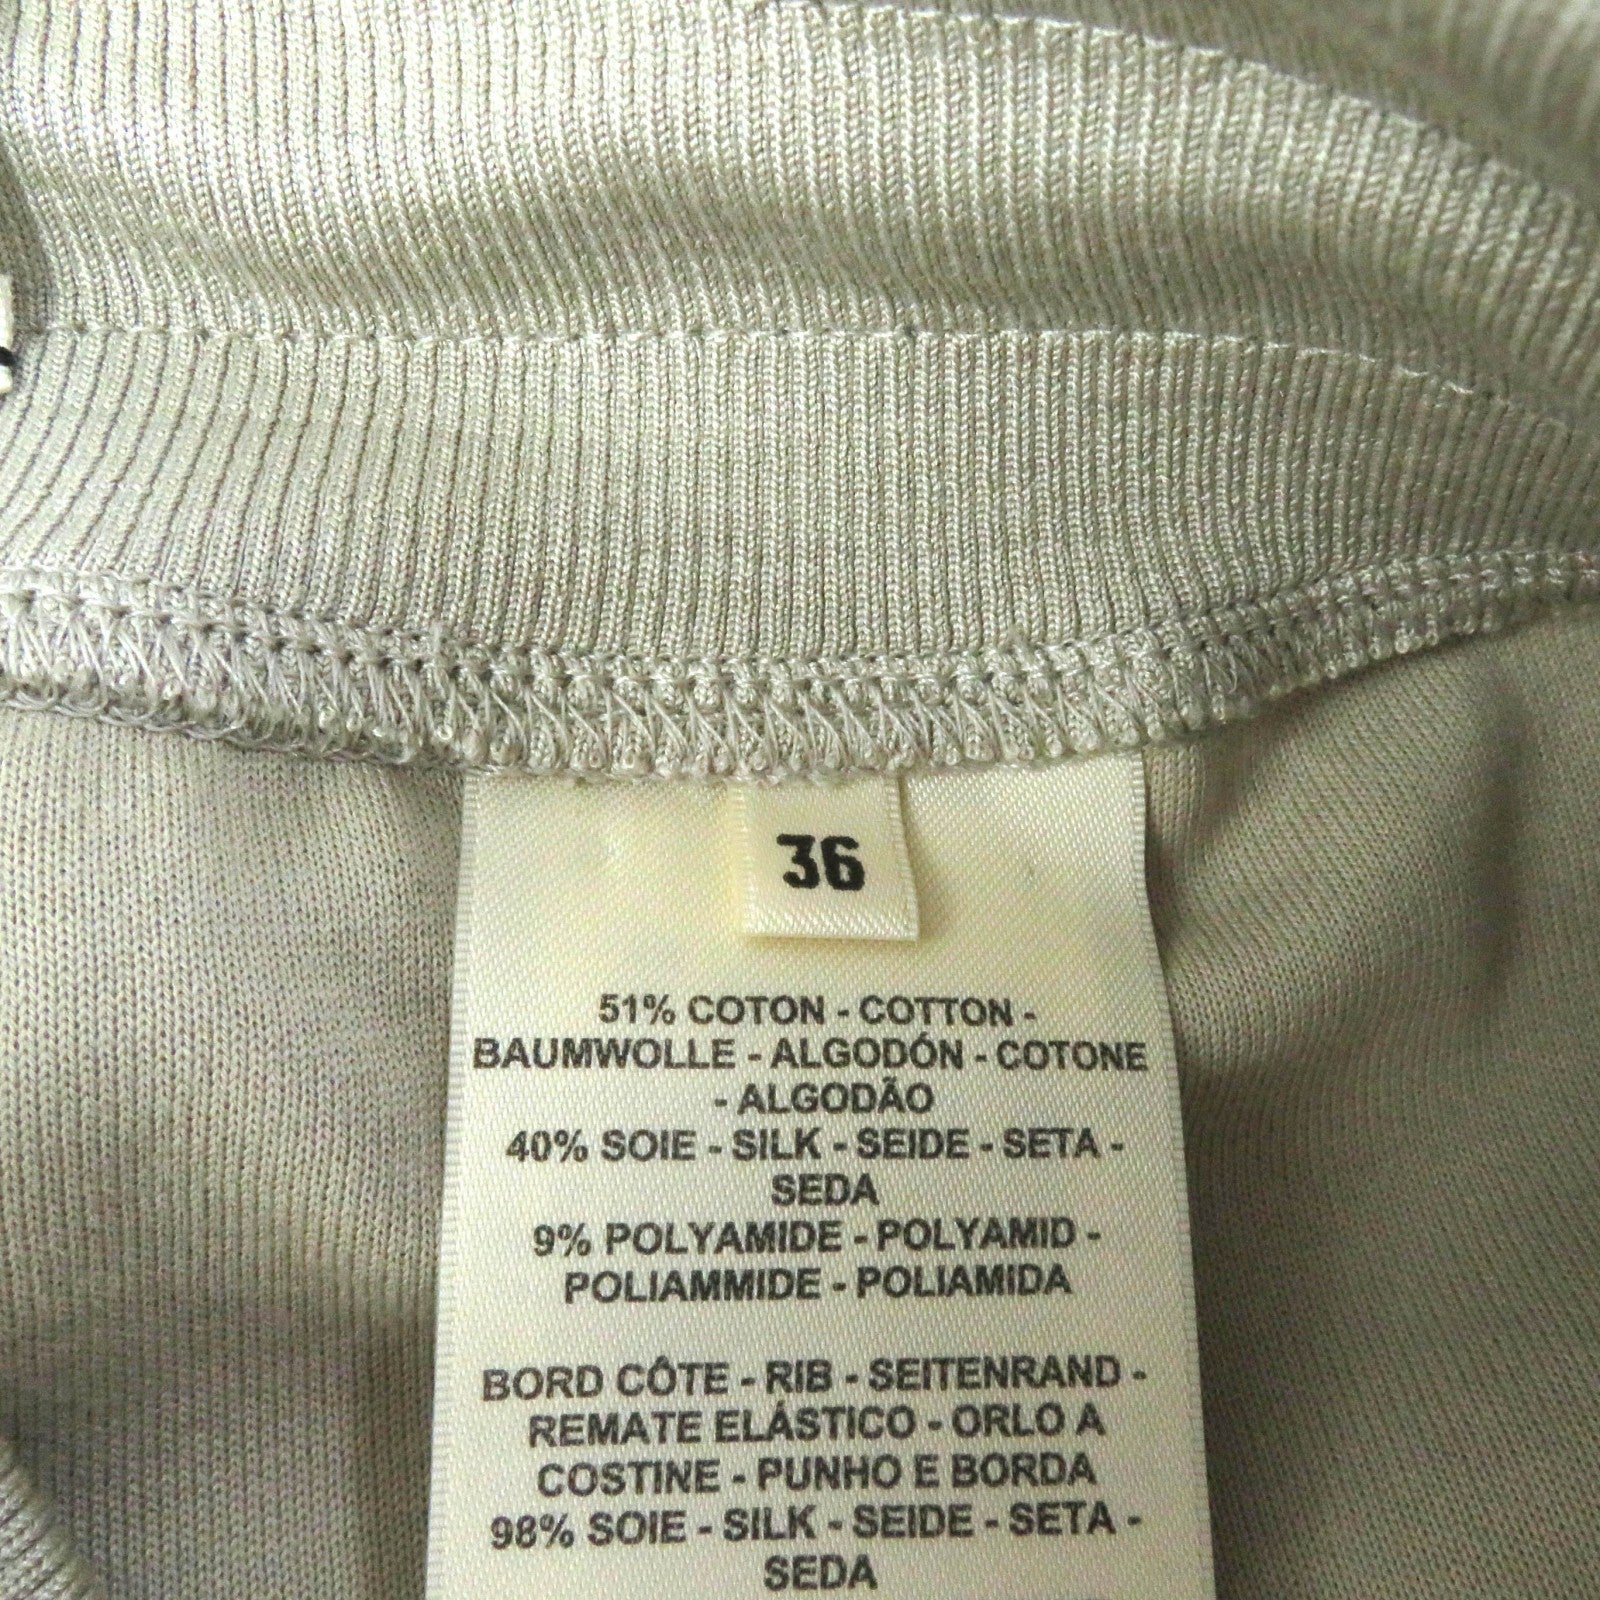 36
51% COTON - COTTON -
BAUMWOLLE - ALGODÓN - COTONE
- ALGODÃO
40% SOIE - SILK - SEIDE - SETA -
SEDA
9% POLYAMIDE - POLYAMID -
POLIAMMIDE - POLIAMIDA
BORD CÔTE - RIB - SEITENRAND -
REMATE ELÁSTICO - ORLO A
COSTINE - PUNHO E BORDA
98% SOIE - SILK - SEIDE - SETA -
SEDA